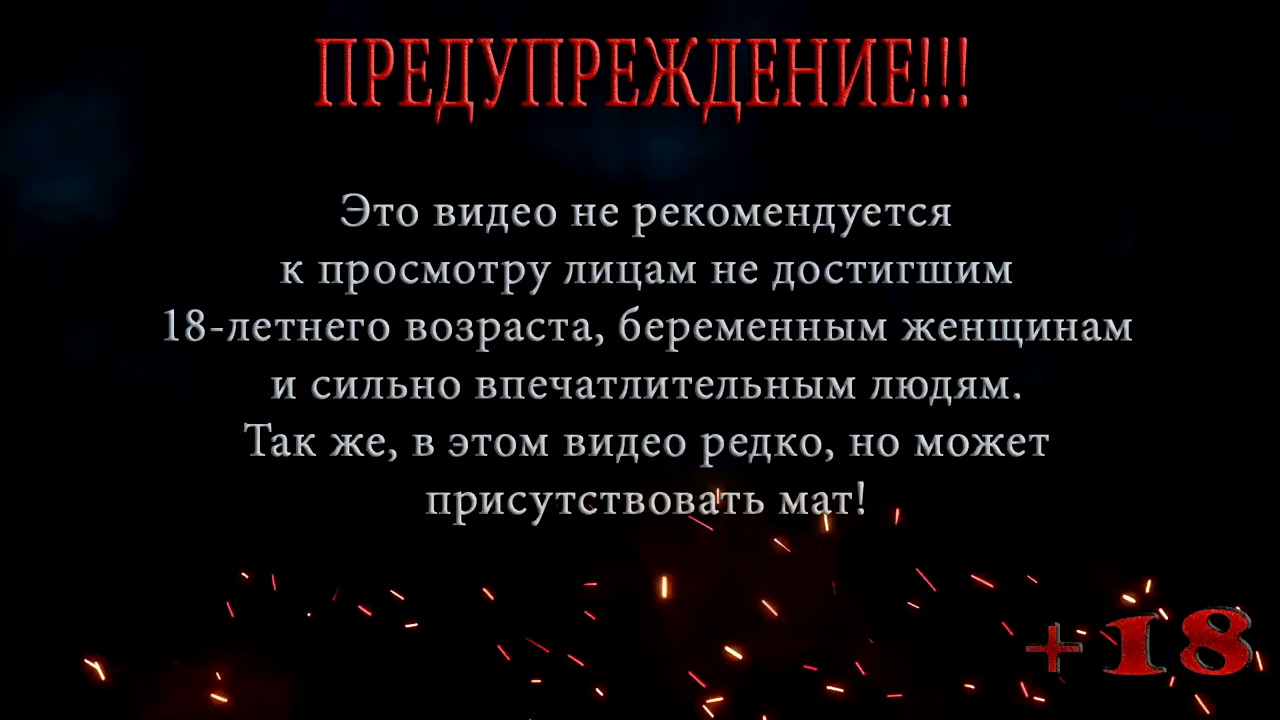 ПРЕДУПРЕЖДЕНИЕ!!!
Это видео не рекомендуется
к просмотру лицам не достигшим
18-летнего возраста, беременным женщинам
и сильно впечатлительным людям.
Так же, в этом видео редко, но может
присутствовать мат!
+18